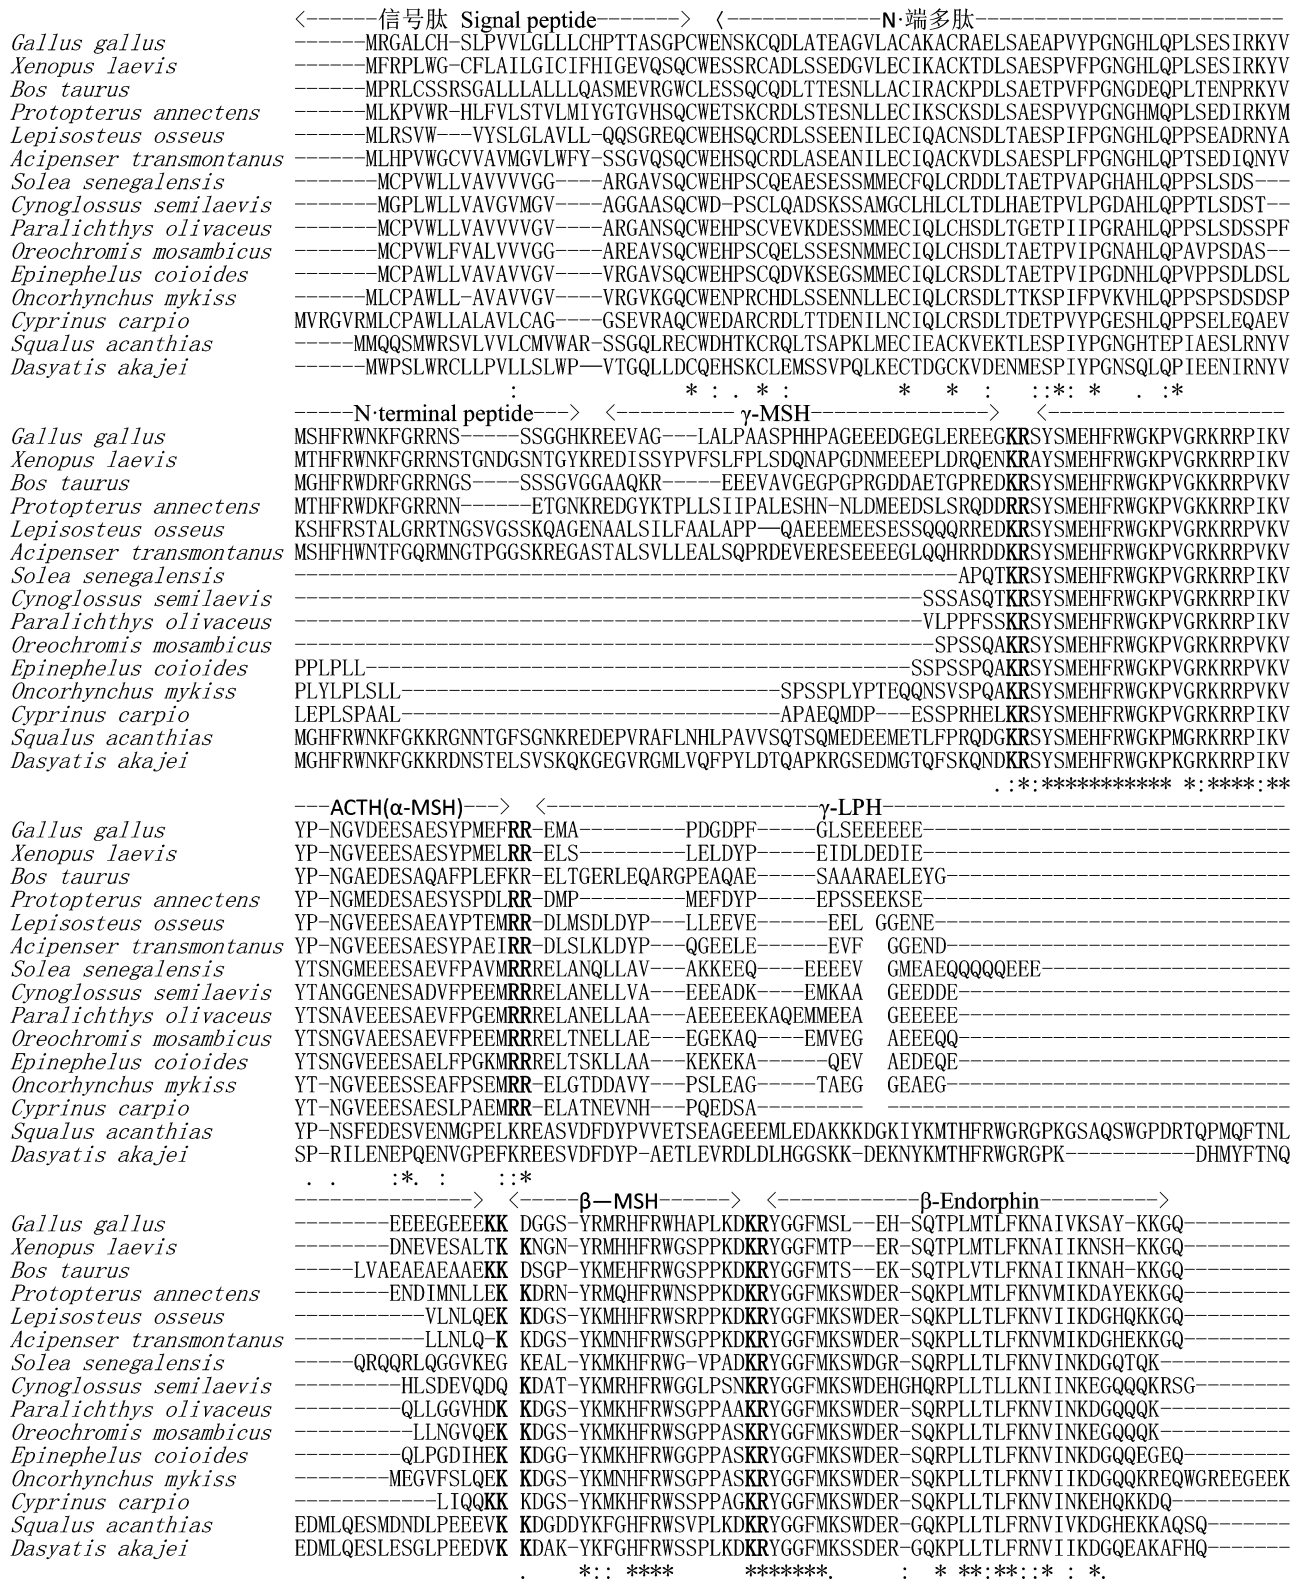 <------信号肽 Signal peptide-------> <--------------N·端多肽--------------------------
Gallus gallus ------MRGALCH-SLPVVLGLLLCHPTTASGPCWENSKCQDLATEAGVLACAKACRAELSAEAPVYPGNGHLQPLSESIRKYV
Xenopus laevis ------MFRPLWG-CFLAILGICIFHIGEVQSQCWESSRCADLSSEDGVLECIKACKTDLSAESPVFPGNGHLQPLSESIRKYV
Bos taurus ------MPRLCSSRSGALLLALLLQASMEVRGWCLESSQCQDLTTESNLLACIRACKPDLSAETPVFPGNGDEQPLTENPRKYV
Protopterus annectens ------MLKPVWR-HLFVLSTVLMIYGTGVHSQCWETSKCRDLSTESNLLECIKSCKSDLSAESPVYPGNGHMQPLSEDIRKYM
Lepisosteus osseus ------MLRSVW---VYSLGLAVLL-QQSGREQCWEHSQCRDLSSEENILECIQACNSDLTAESPIFPGNGHLQPPSEADRNYA
Acipenser transmontanus ------MLHPVWGCVVAVMGVLWFY-SSGVQSQCWEHSQCRDLASEANILECIQACKVDLSAESPLFPGNGHLQPTSEDIQNYV
Solea senegalensis -------MCPVWLLVAVVVVGG----ARGAVSQCWEHPSCQEAESESSMMECFQLCRDDLTAETPVAPGHAHLQPPSLSDS---
Cynoglossus semilaevis -------MGPLWLLVAVGVMGV----AGGAASQCWD-PSCLQADSKSSAMGCLHLCLTDLHAETPVLPGDAHLQPPTLSDST--
Paralichthys olivaceus -------MCPVWLLVAVVVVGV----ARGANSQCWEHPSCVEVKDESSMMECIQLCHSDLTGETPIIPGRAHLQPPSLSDSSPF
Oreochromis mosambicus -------MCPVWLFVALVVVGG----AREAVSQCWEHPSCQELSSESSMMECIQLCHSDLTAETPVIPGNAHLQPAVPSDAS--
Epinephelus coioides -------MCPAWLLVAVAVVGV----VRGAVSQCWEHPSCQDVKSEGSMMECIQLCRSDLTAETPVIPGDNHLQPVPPSDLDSL
Oncorhynchus mykiss ------MLCPAWLL-AVAVVGV----VRGVKGQCWENPRCHDLSSENNLLECIQLCRSDLTTKSPIFPVKVHLQPPSPSDSDSP
Cyprinus carpio MVRGVRMLCPAWLLALAVLCAG----GSEVRAQCWEDARCRDLTTDENILNCIQLCRSDLTDETPVYPGESHLQPPSELEQAEV
Squalus acanthias -----MMQQSMWRSVLVVLCMVWAR-SSGQLRECWDHTKCRQLTSAPKLMECIEACKVEKTLESPIYPGNGHTEPIAESLRNYV
Dasyatis akajei ------MWPSLWRCLLPVLLSLWP--VTGQLLDCQEHSKCLEMSSVPQLKECTDGCKVDENMESPIYPGNSQLQPIEENIRNYV
: * : . * : * * : ::* * . :*
-----N·terminal peptide---> <----------γ-MSH---------------> <--------------------
Gallus gallus MSHFRWNKFGRRNS-----SSGGHKREEVAG---LALPAASPHHPAGEEEDGEGLEREEGKRSYSMEHFRWGKPVGRKRRPIKV
Xenopus laevis MTHFRWNKFGRRNSTGNDGSNTGYKREDISSYPVFSLFPLSDQNAPGDNMEEEPLDRQENKRAYSMEHFRWGKPVGRKRRPIKV
Bos taurus MGHFRWDRFGRRNGS----SSSGVGGAAQKR-----EEEVAVGEGPGPRGDDAETGPREDKRSYSMEHFRWGKPVGRKRRPIKV
Protopterus annectens MTHFRWDKFGRRNN------ETGNKREDGYKTPLLSIIPALESHN-NLDMEEDSLSRQDDRRSYSMEHFRWGKPVGRKRRPIKV
Lepisosteus osseus KSHFRSTALGRRTNGSVGSSKQAGENAALSILFAALAPP--QAEEEMEESESSQQQRREDKRSYSMEHFRWGKPVGRKRRPIKV
Acipenser transmontanus MSHFHWNTFGQRMNGTPGGSKREGASTALSVLLEALSQPRDEVERESEEEEGLQQHRRDDKRSYSMEHFRWGKPVGRKRRPIKV
Solea senegalensis --------------------------------------------------------APQTKRSYSMEHFRWGKPVGRKRRPIKV
Cynoglossus semilaevis -----------------------------------------------------SSSASQTKRSYSMEHFRWGKPVGRKRRPIKV
Paralichthys olivaceus -----------------------------------------------------VLPPFSSKRSYSMEHFRWGKPVGRKRRPIKV
Oreochromis mosambicus ------------------------------------------------------SPSSQAKRSYSMEHFRWGKPVGRKRRPVKV
Epinephelus coioides PPLPLL----------------------------------------------SSPSSPQAKRSYSMEHFRWGKPVGRKRRPVKV
Oncorhynchus mykiss PLYLPLSLL--------------------------------SPSSPLYPTEQQNSVSPQAKRSYSMEHFRWGKPVGRKRRPVKV
Cyprinus carpio LEPLSPAAL--------------------------------APAEQMDP---ESSPRHELKRSYSMEHFRWGKPVGRKRRPIKV
Squalus acanthias MGHFRWNKFGKKRGNNTGFSGNKREDEPVRAFLNHLPAVVSQTSQMEDEEMETLFPRQDGKRSYSMEHFRWGKPMGRKRRPIKV
Dasyatis akajei MGHFRWNKFGKKRDNSTELSVSKQKGEGVRGMLVQFPYLDTQAPKRGSEDMGTQFSKQNDKRSYSMEHFRWGKPKGRKRRPIKV
.:*:*********** *:****:**
---ACTH(α-MSH)---> <-----------------------γ-LPH----------------------------------
Gallus gallus YP-NGVDEESAESYPMEFRR-EMA---------PDGDPF-----GLSEEEEEE-------------------------------
Xenopus laevis YP-NGVEEESAESYPMELRR-ELS---------LELDYP-----EIDLDEDIE-------------------------------
Bos taurus YP-NGAEDESAQAFPLEFKR-ELTGERLEQARGPEAQAE-----SAAARAELEYG-----------------------------
Protopterus annectens YP-NGMEDESAESYSPDLRR-DMP---------MEFDYP-----EPSSEEKSE-------------------------------
Lepisosteus osseus YP-NGVEEESAEAYPTEMRR-DLMSDLDYP---LLEEVE------EEL GGENE------------------------------
Acipenser transmontanus YP-NGVEEESAESYPAEIRR-DLSLKLDYP---QGEELE------EVF GGEND-----------------------------
Solea senegalensis YTSNGMEEESAEVFPAVMRRRELANQLLAV---AKKEEQ----EEEEV GMEAEQQQQQEEE---------------------
Cynoglossus semilaevis YTANGGENESADVFPEEMRRRELANELLVA---EEEADK----EMKAA GEEDDE----------------------------
Paralichthys olivaceus YTSNAVEEESAEVFPGEMRRRELANELLAA---AEEEEEKAQEMMEEA GEEEEE----------------------------
Oreochromis mosambicus YTSNGVAEESAEVFPEEMRRRELTNELLAE---EGEKAQ----EMVEG AEEEQQ----------------------------
Epinephelus coioides YTSNGVEEESAELFPGKMRRRELTSKLLAA---KEKEKA------QEV AEDEQE----------------------------
Oncorhynchus mykiss YT-NGVEEESSEAFPSEMRR-ELGTDDAVY---PSLEAG-----TAEG GEAEG-----------------------------
Cyprinus carpio YT-NGVEEESAESLPAEMRR-ELATNEVNH---PQEDSA--------- ----------------------------------
Squalus acanthias YP-NSFEDESVENMGPELKREASVDFDYPVVETSEAGEEEMLEDAKKKDGKIYKMTHFRWGRGPKGSAQSWGPDRTQPMQFTNL
Dasyatis akajei SP-RILENEPQENVGPEFKREESVDFDYP-AETLEVRDLDLHGGSKK-DEKNYKMTHFRWGRGPK-----------DHMYFTNQ
. . :*. : ::*
---------------> <-----β—MSH-------> <------------β-Endorphin---------->
Gallus gallus --------EEEEGEEEKK DGGS-YRMRHFRWHAPLKDKRYGGFMSL--EH-SQTPLMTLFKNAIVKSAY-KKGQ---------
Xenopus laevis --------DNEVESALTK KNGN-YRMHHFRWGSPPKDKRYGGFMTP--ER-SQTPLMTLFKNAIIKNSH-KKGQ---------
Bos taurus -----LVAEAEAEAAEKK DSGP-YKMEHFRWGSPPKDKRYGGFMTS--EK-SQTPLVTLFKNAIIKNAH-KKGQ---------
Protopterus annectens --------ENDIMNLLEK KDRN-YRMQHFRWNSPPKDKRYGGFMKSWDER-SQKPLMTLFKNVMIKDAYEKKGQ---------
Lepisosteus osseus -----------VLNLQEK KDGS-YKMHHFRWSRPPKDKRYGGFMKSWDER-SQKPLLTLFKNVIIKDGHQKKGQ---------
Acipenser transmontanus -----------LLNLQ-K KDGS-YKMNHFRWSGPPKDKRYGGFMKSWDER-SQKPLLTLFKNVMIKDGHEKKGQ---------
Solea senegalensis -----QRQQRLQGGVKEG KEAL-YKMKHFRWG-VPADKRYGGFMKSWDGR-SQRPLLTLFKNVINKDGQTQK-----------
Cynoglossus semilaevis ---------HLSDEVQDQ KDAT-YKMRHFRWGGLPSNKRYGGFMKSWDEHGHQRPLLTLLKNIINKEGQQQKRSG--------
Paralichthys olivaceus ---------QLLGGVHDK KDGS-YKMKHFRWSGPPAAKRYGGFMKSWDER-SQRPLLTLFKNVINKDGQQQK-----------
Oreochromis mosambicus ----------LLNGVQEK KDGS-YKMKHFRWSGPPASKRYGGFMKSWDER-SQRPLLTLFKNVINKEGQQQK-----------
Epinephelus coioides ---------QLPGDIHEK KDGG-YKMKHFRWSGPPASKRYGGFMKSWDER-SQRPLLTLFKNVINKDGQQEGEQ---------
Oncorhynchus mykiss --------MEGVFSLQEK KDGS-YKMNHFRWSGPPASKRYGGFMKSWDER-SQKPLLTLFKNVIIKDGQQKREQWGREEGEEK
Cyprinus carpio ------------LIQQKK KDGS-YKMKHFRWSSPPAGKRYGGFMKSWDER-SQKPLLTLFKNVINKEHQKKDQ----------
Squalus acanthias EDMLQESMDNDLPEEEVK KDGDDYKFGHFRWSVPLKDKRYGGFMKSWDER-GQKPLLTLFRNVIVKDGHEKKAQSQ-------
Dasyatis akajei EDMLQESLESGLPEEDVK KDAK-YKFGHFRWSVPLKDKRYGGFMKSSDER-GQKPLLTLFKNVIIKDGQEAKAFHQ-------
. *:: **** *******. : * **:**::* : *.